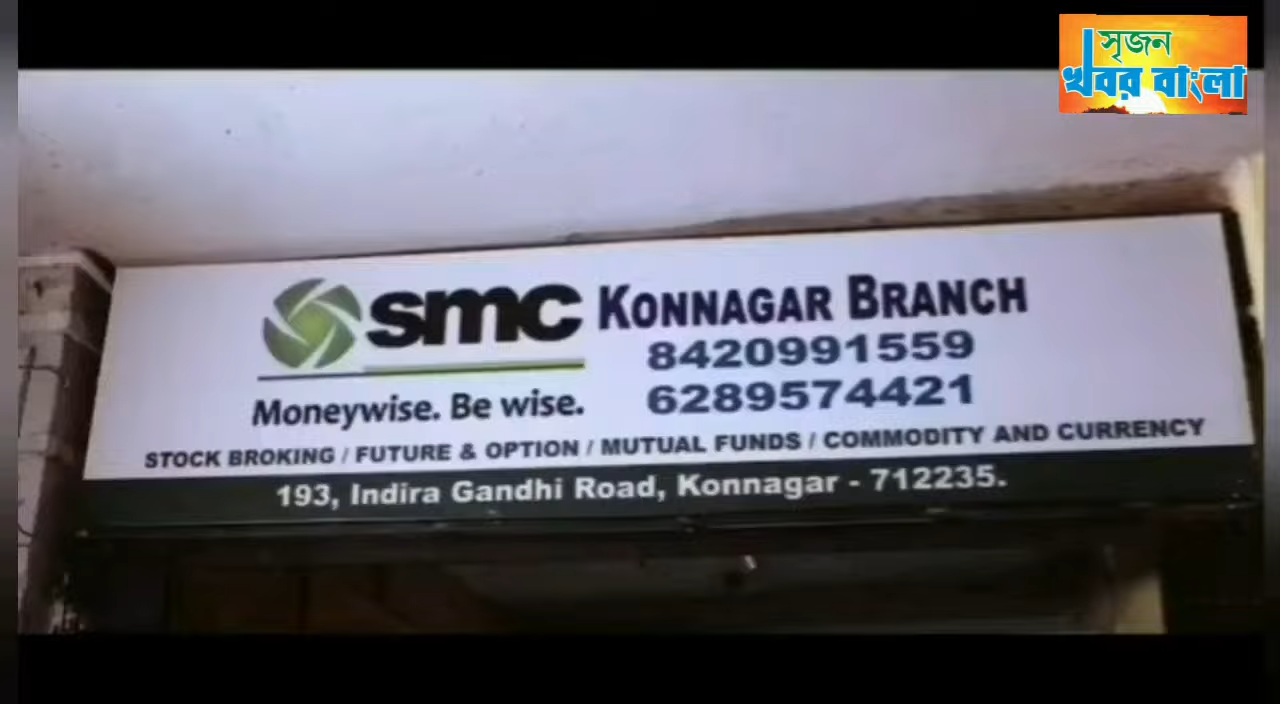 সৃজন
খবর বাংলা
smc KONNAGAR BRANCH
8420991559
Moneywise. Be wise. 6289574421
STOCK BROKING / FUTURE & OPTION / MUTUAL FUNDS / COMMODITY AND CURRENCY
193, Indira Gandhi Road, Konnagar - 712235.